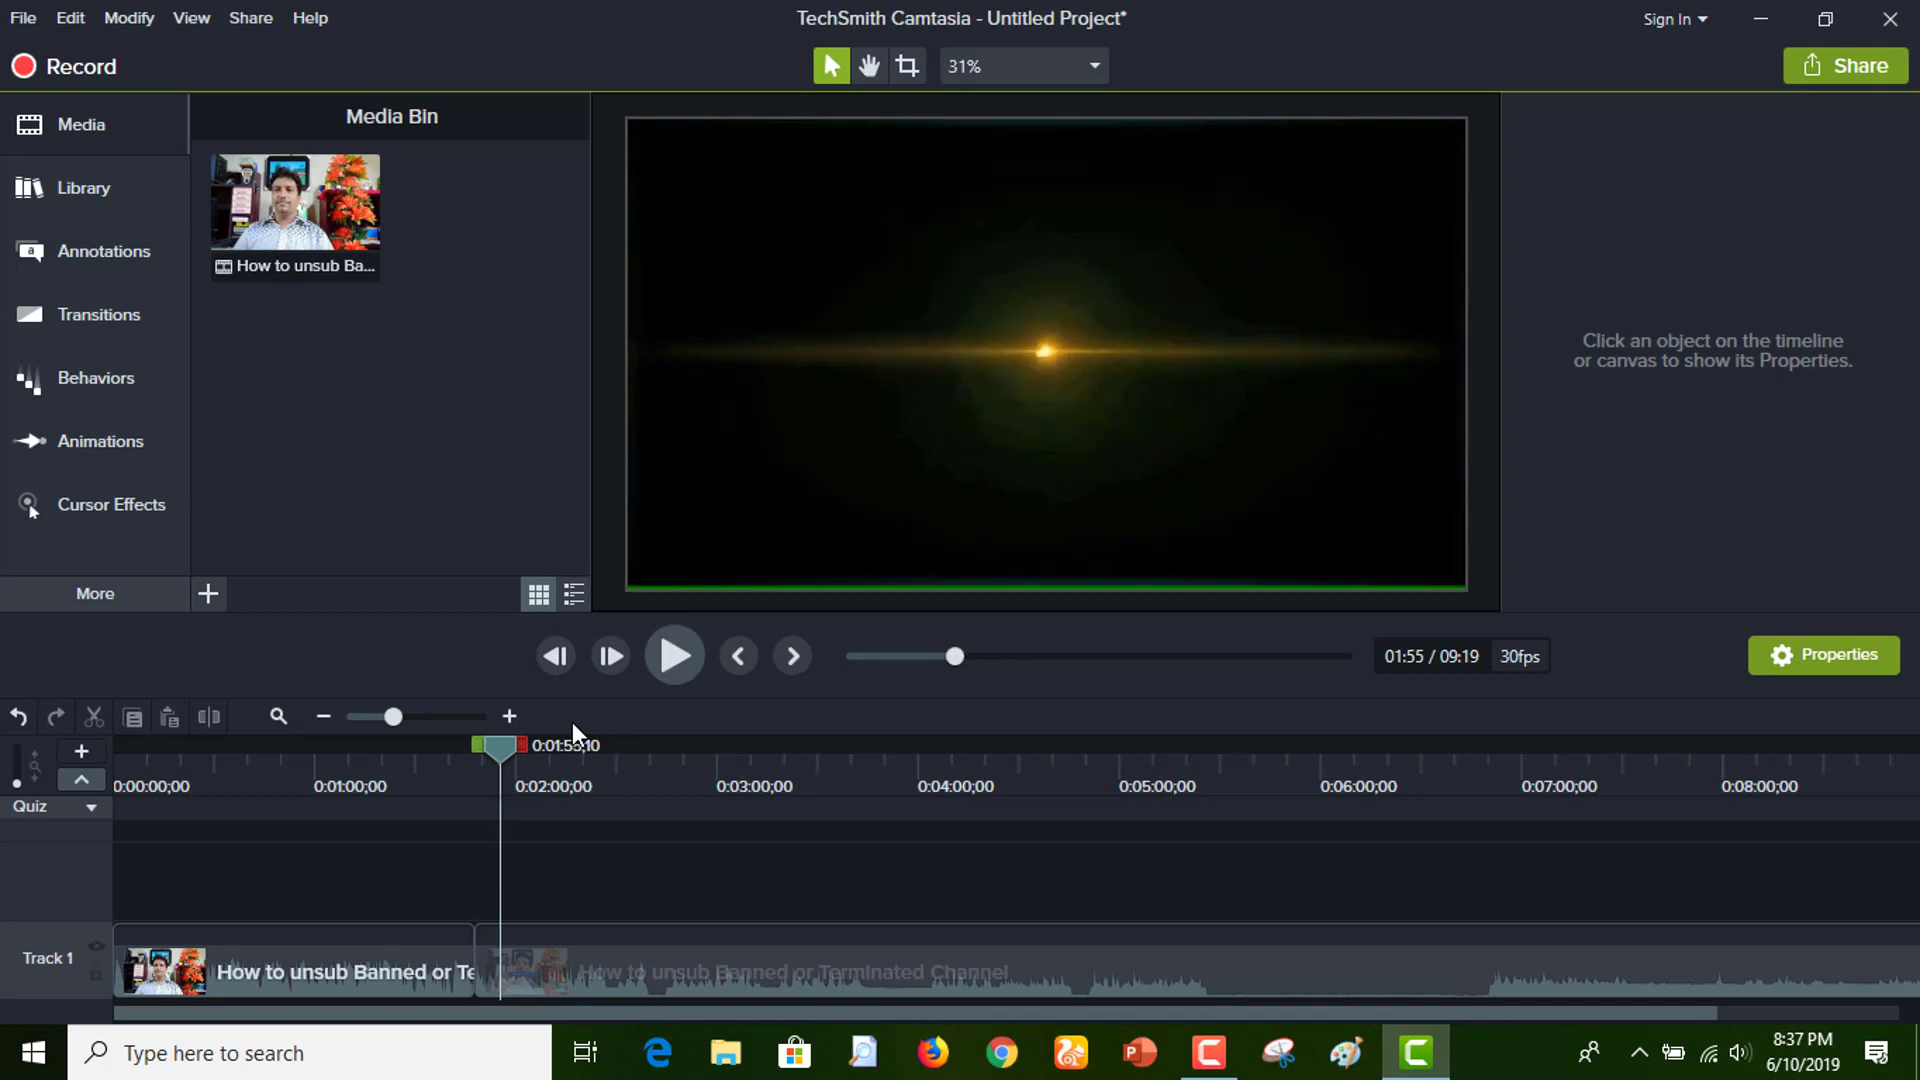 File Edit Modify View Share Help
TechSmith Camtasia - Untitled Project*
Sign In
Record
31%
Share
Media
Media Bin
Library
How to unsub Ba...
Annotations
Transitions
Behaviors
Animations
Cursor Effects
More
Click an object on the timeline
or canvas to show its Properties.
01:55 / 09:19 30fps
Properties
0:00:00;00 0:01:00;00 0:02:00;00 0:03:00;00 0:04:00;00 0:05:00;00 0:06:00;00 0:07:00;00 0:08:00;00
Quiz
Track 1
How to unsub Banned or Te
How to unsub Banned or Terminated Channel
Type here to search
8:37 PM
6/10/2019